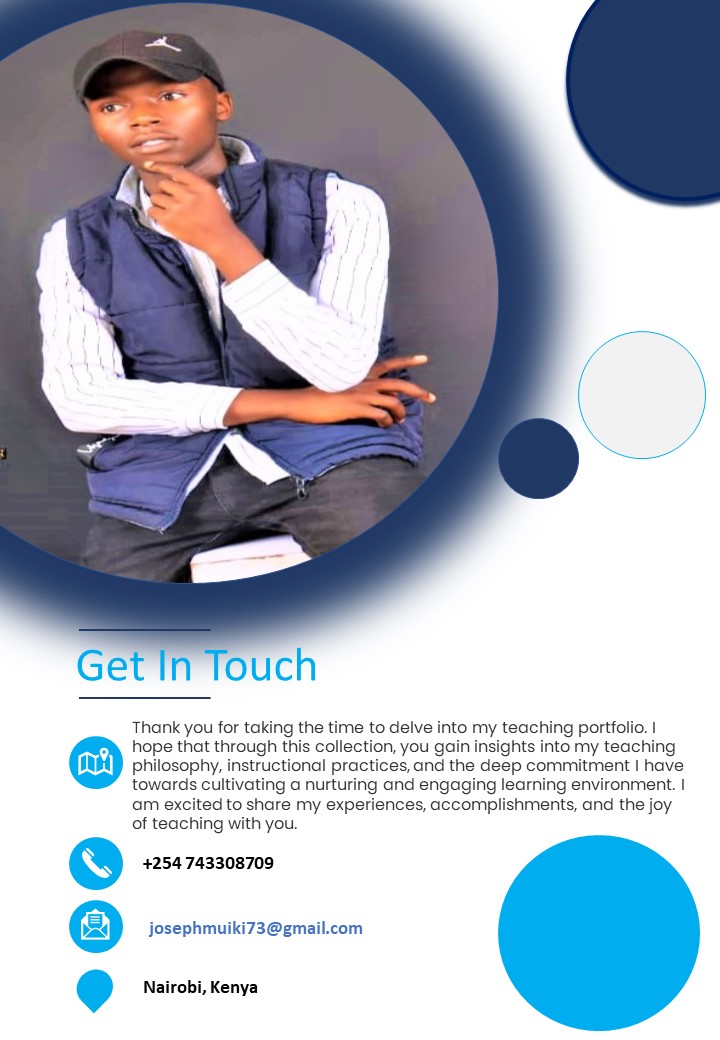 Get In Touch
Thank you for taking the time to delve into my teaching portfolio. I
hope that through this collection, you gain insights into my teaching
philosophy, instructional practices, and the deep commitment I have
towards cultivating a nurturing and engaging learning environment. I
am excited to share my experiences, accomplishments, and the joy
of teaching with you.
+254 743308709
josephmuiki73@gmail.com
Nairobi, Kenya